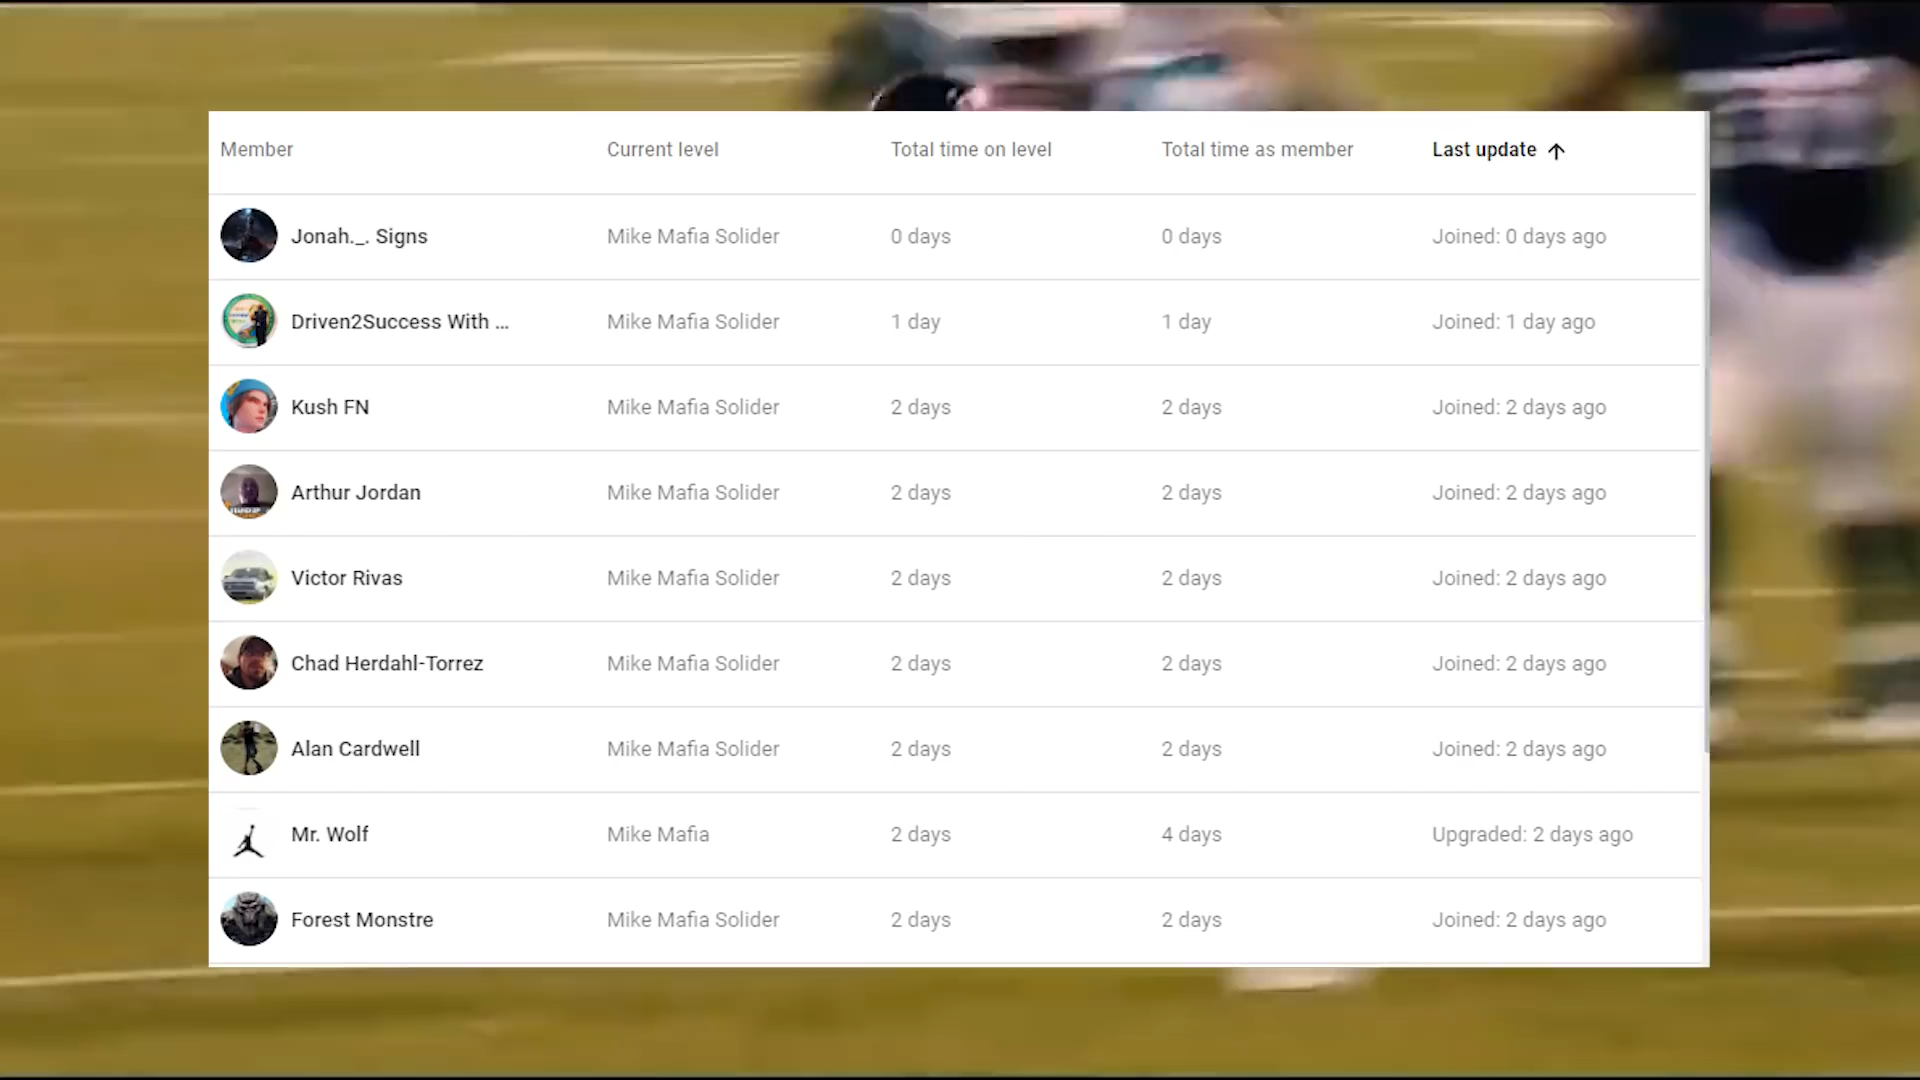 Member Current level Total time on level Total time as member Last update
Jonah._. Signs Mike Mafia Solider 0 days 0 days Joined: 0 days ago
Driven2Success With ... Mike Mafia Solider 1 day 1 day Joined: 1 day ago
Kush FN Mike Mafia Solider 2 days 2 days Joined: 2 days ago
Arthur Jordan Mike Mafia Solider 2 days 2 days Joined: 2 days ago
Victor Rivas Mike Mafia Solider 2 days 2 days Joined: 2 days ago
Chad Herdahl-Torrez Mike Mafia Solider 2 days 2 days Joined: 2 days ago
Alan Cardwell Mike Mafia Solider 2 days 2 days Joined: 2 days ago
Mr. Wolf Mike Mafia 2 days 4 days Upgraded: 2 days ago
Forest Monstre Mike Mafia Solider 2 days 2 days Joined: 2 days ago